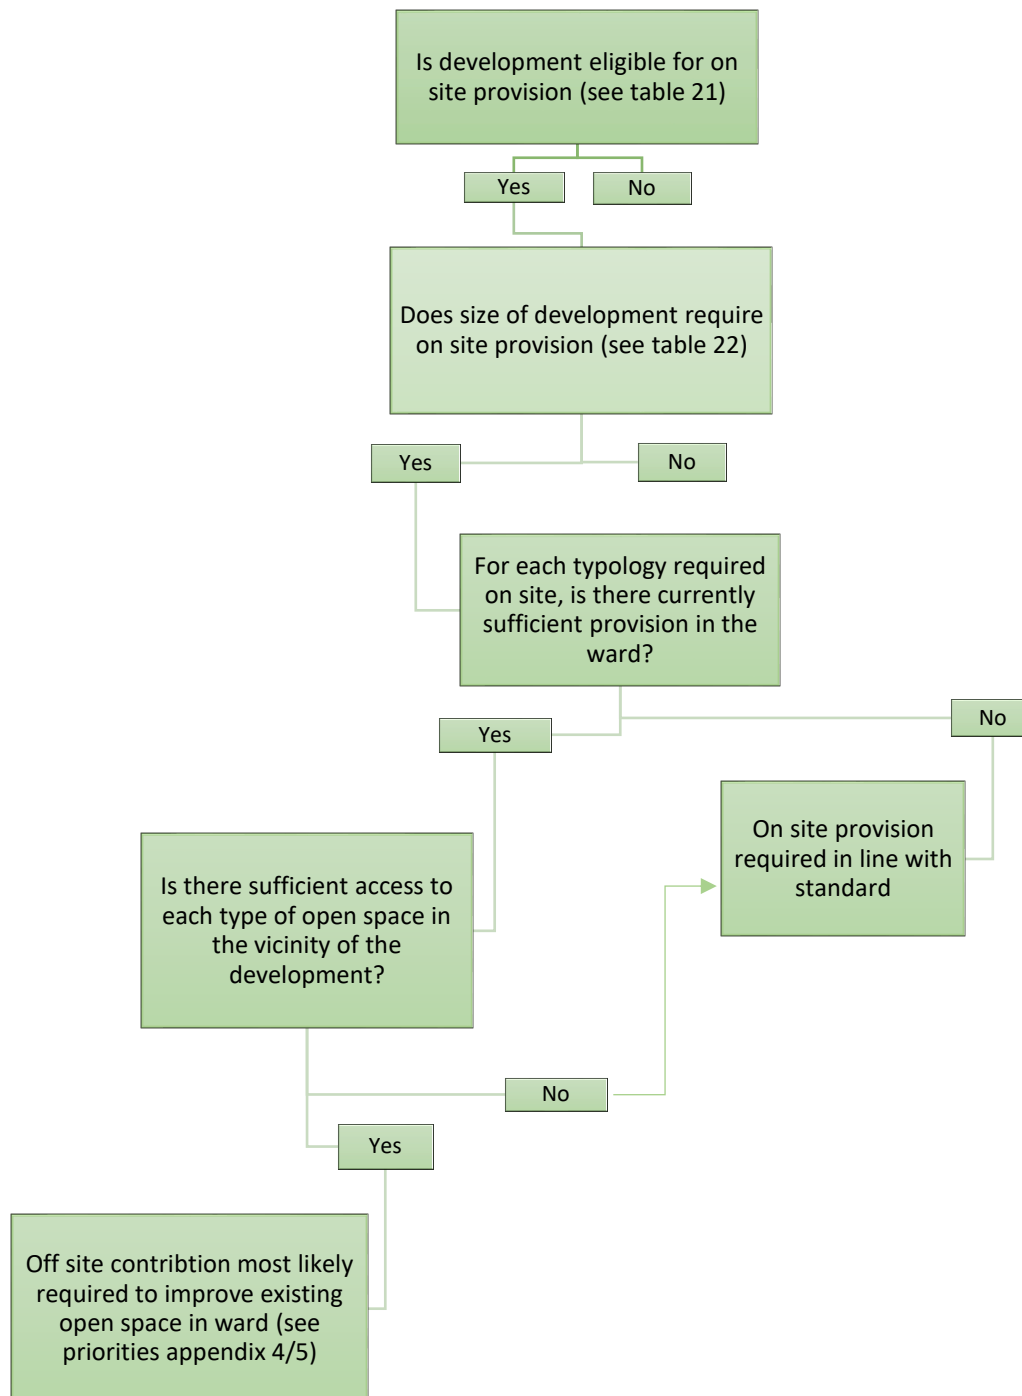 Is development eligible for on
site provision (see table 21)
Yes
No
Does size of development require
on site provision (see table 22)
Yes
No
For each typology required
on site, is there currently
sufficient provision in the
ward?
Yes
No
On site provision
required in line with
standard
Is there sufficient access to
each type of open space in
the vicinity of the
development?
No
Yes
Off site contribtion most likely
required to improve existing
open space in ward (see
priorities appendix 4/5)